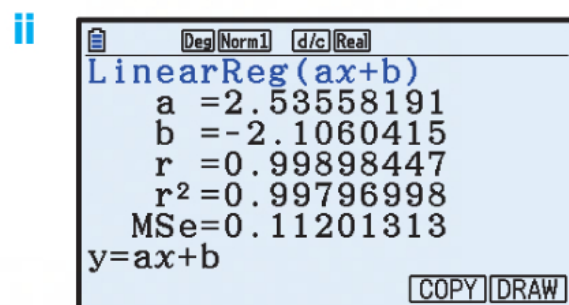 ii
Deg Norm1 d/c Real
LinearReg(ax+b)
a =2.53558191
b =-2.1060415
r =0.99898447
r²=0.99796998
MSe=0.11201313
y=ax+b
COPY DRAW